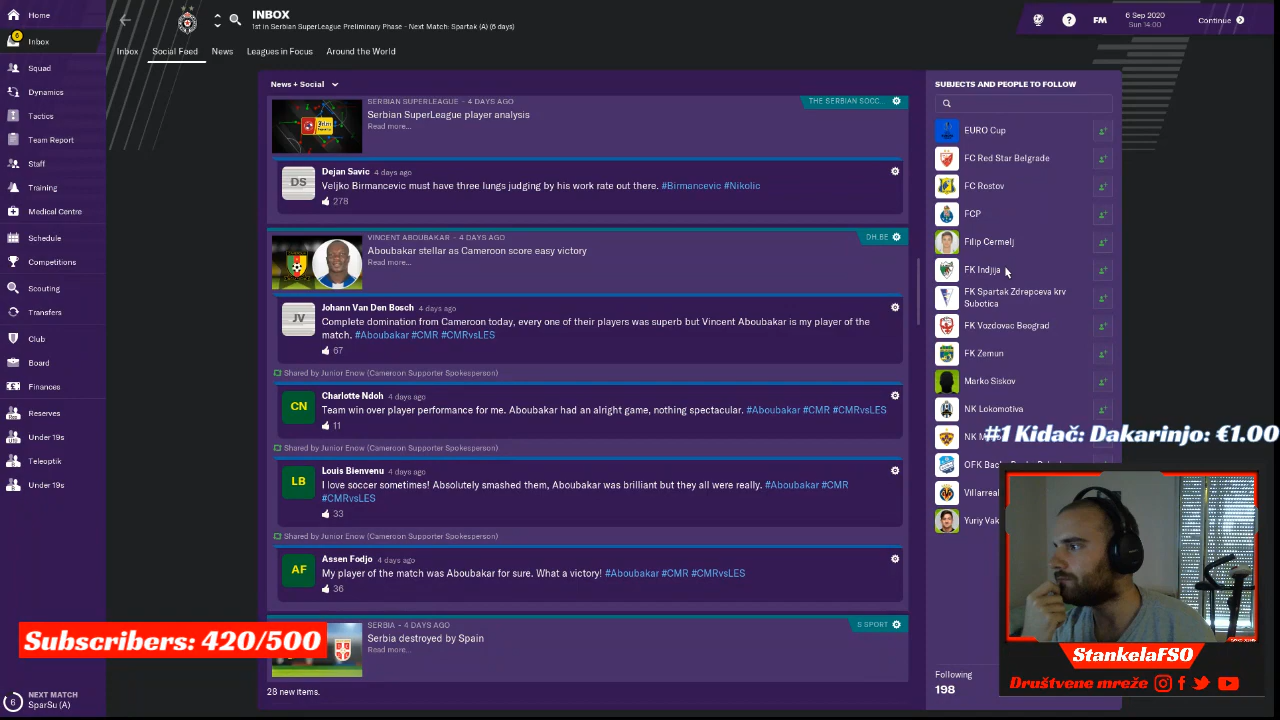 Home
6
Inbox
Squad
Dynamics
Tactics
Team Report
Staff
Training
Medical Centre
Schedule
Competitions
Scouting
Transfers
Club
Board
Finances
Reserves
Under 19s
Teleoptik
Under 19s
6
NEXT MATCH
SparSu (A)
INBOX
1st in Serbian SuperLeague Preliminary Phase - Next Match: Spartak (A) (6 days)
?
FM
6 Sep 2020
Sun 14:00
Continue
Inbox
Social Feed
News
Leagues in Focus
Around the World
News + Social
SERBIAN SUPERLEAGUE - 4 DAYS AGO
THE SERBIAN SOCC...
Serbian SuperLeague player analysis
Read more...
DS
Dejan Savic 4 days ago
Veljko Birmancevic must have three lungs judging by his work rate out there. #Birmancevic #Nikolic
278
VINCENT ABOUBAKAR - 4 DAYS AGO
DH.BE
Aboubakar stellar as Cameroon score easy victory
Read more...
JV
Johann Van Den Bosch 4 days ago
Complete domination from Cameroon today, every one of their players was superb but Vincent Aboubakar is my player of the
match. #Aboubakar #CMR #CMRvsLES
67
Shared by Junior Enow (Cameroon Supporter Spokesperson)
CN
Charlotte Ndoh 4 days ago
Team win over player performance for me. Aboubakar had an alright game, nothing spectacular. #Aboubakar #CMR #CMRvsLES
11
Shared by Junior Enow (Cameroon Supporter Spokesperson)
LB
Louis Bienvenu 4 days ago
I love soccer sometimes! Absolutely smashed them, Aboubakar was brilliant but they all were really. #Aboubakar #CMR
#CMRvsLES
33
Shared by Junior Enow (Cameroon Supporter Spokesperson)
AF
Assen Fodjo 4 days ago
My player of the match was Aboubakar for sure. What a victory! #Aboubakar #CMR #CMRvsLES
36
SERBIA - 4 DAYS AGO
S SPORT
Serbia destroyed by Spain
Read more...
28 new items.
SUBJECTS AND PEOPLE TO FOLLOW
EURO Cup
FC Red Star Belgrade
FC Rostov
FCP
Filip Cermelj
FK Indjija
FK Spartak Zdrepceva krv
Subotica
FK Vozdovac Beograd
FK Zemun
Marko Siskov
NK Lokomotiva
NK
OFK
Villarreal
Yuriy
Following
198
#1 Kidač: Dakarinjo: €1.00
Subscribers: 420/500
StankelaFSO
Društvene mreže